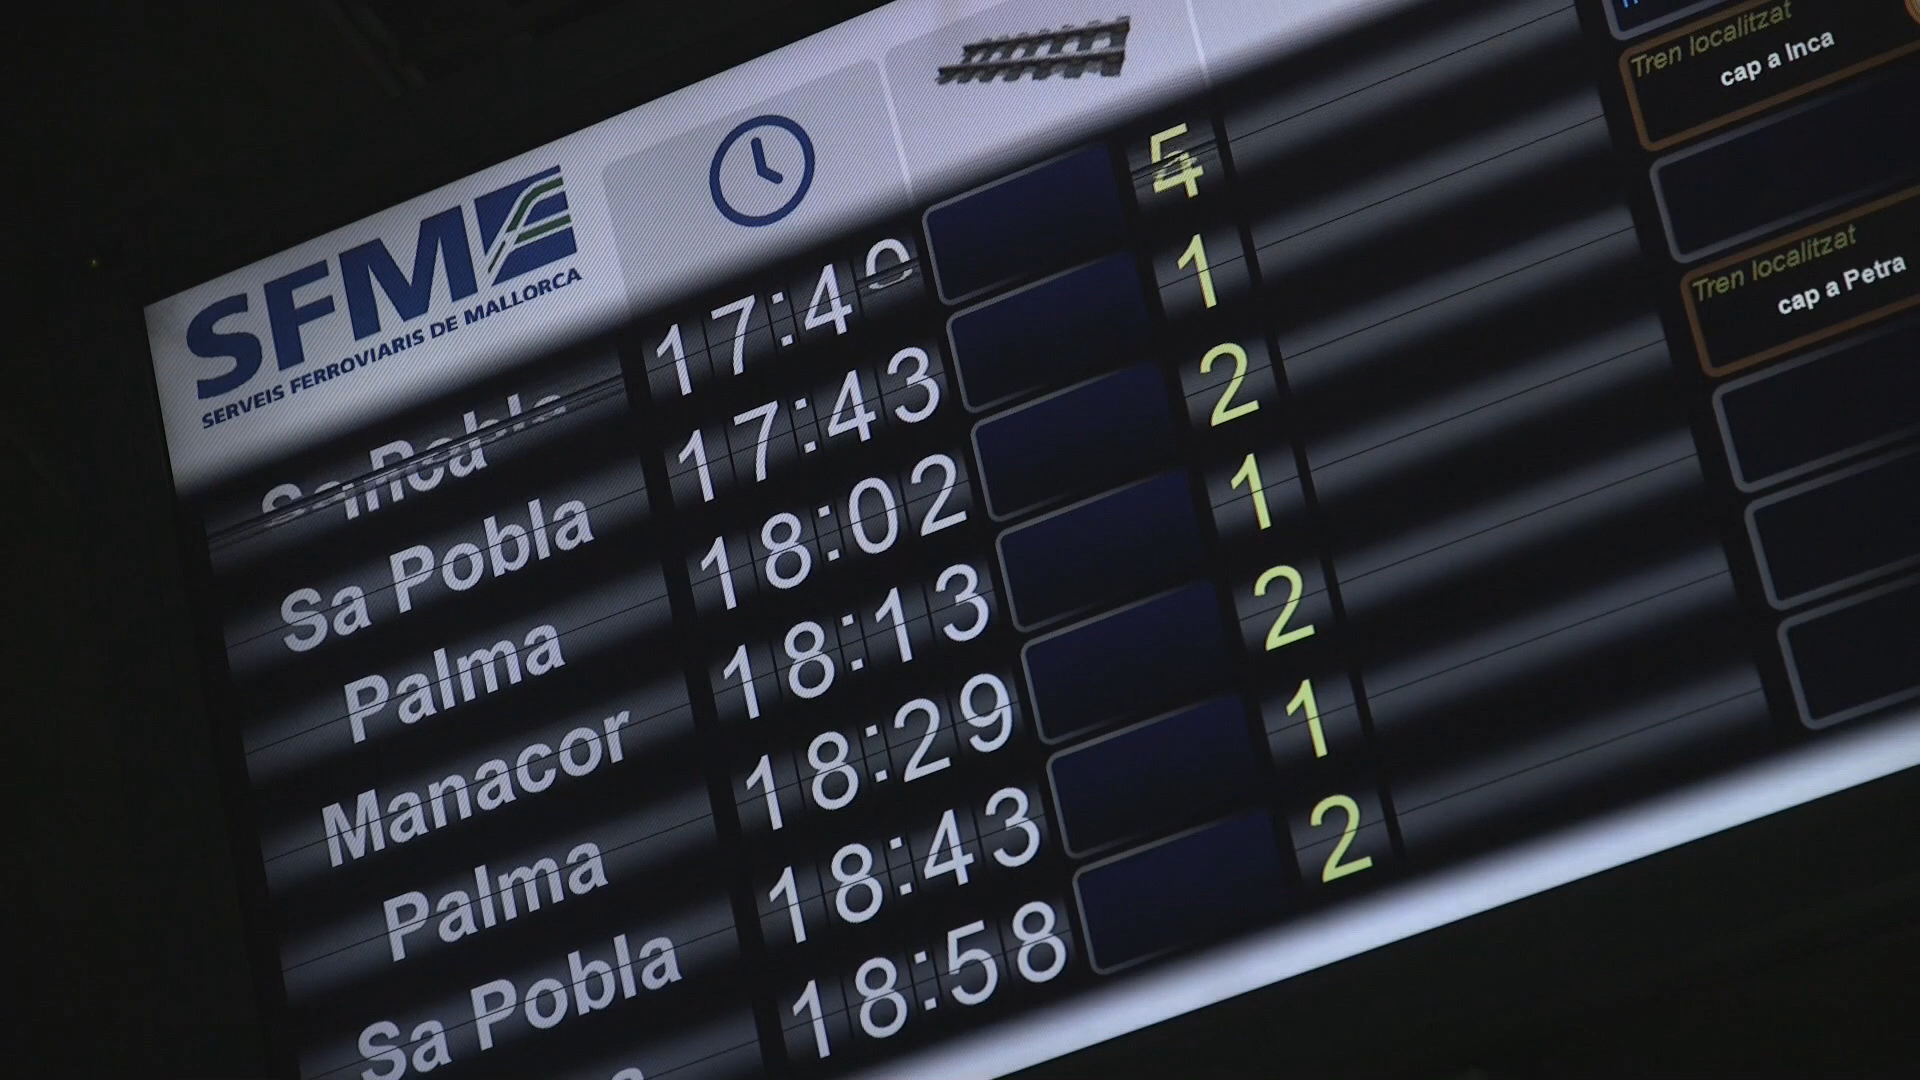 SFM
SERVEIS FERROVIARIS DE MALLORCA
Sa Pobla 17:43 1
Palma 18:02 2
Manacor 18:13 1
Palma 18:29 2
Sa Pobla 18:43 1
18:58 2
Tren localitzat
cap a Inca
Tren localitzat
cap a Petra